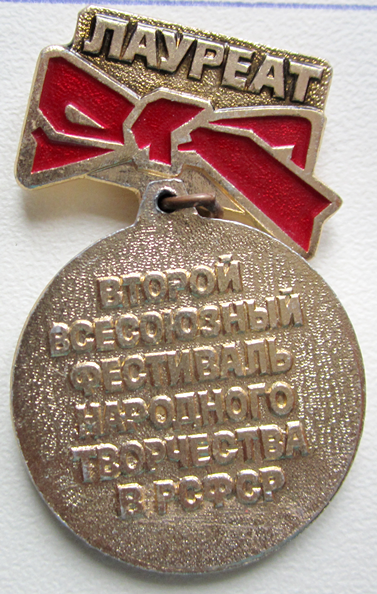 ЛАУРЕАТ
ВТОРОЙ
ВСЕСОЮЗНЫЙ
ФЕСТИВАЛЬ
НАРОДНОГО
ТВОРЧЕСТВА
В РСФСР